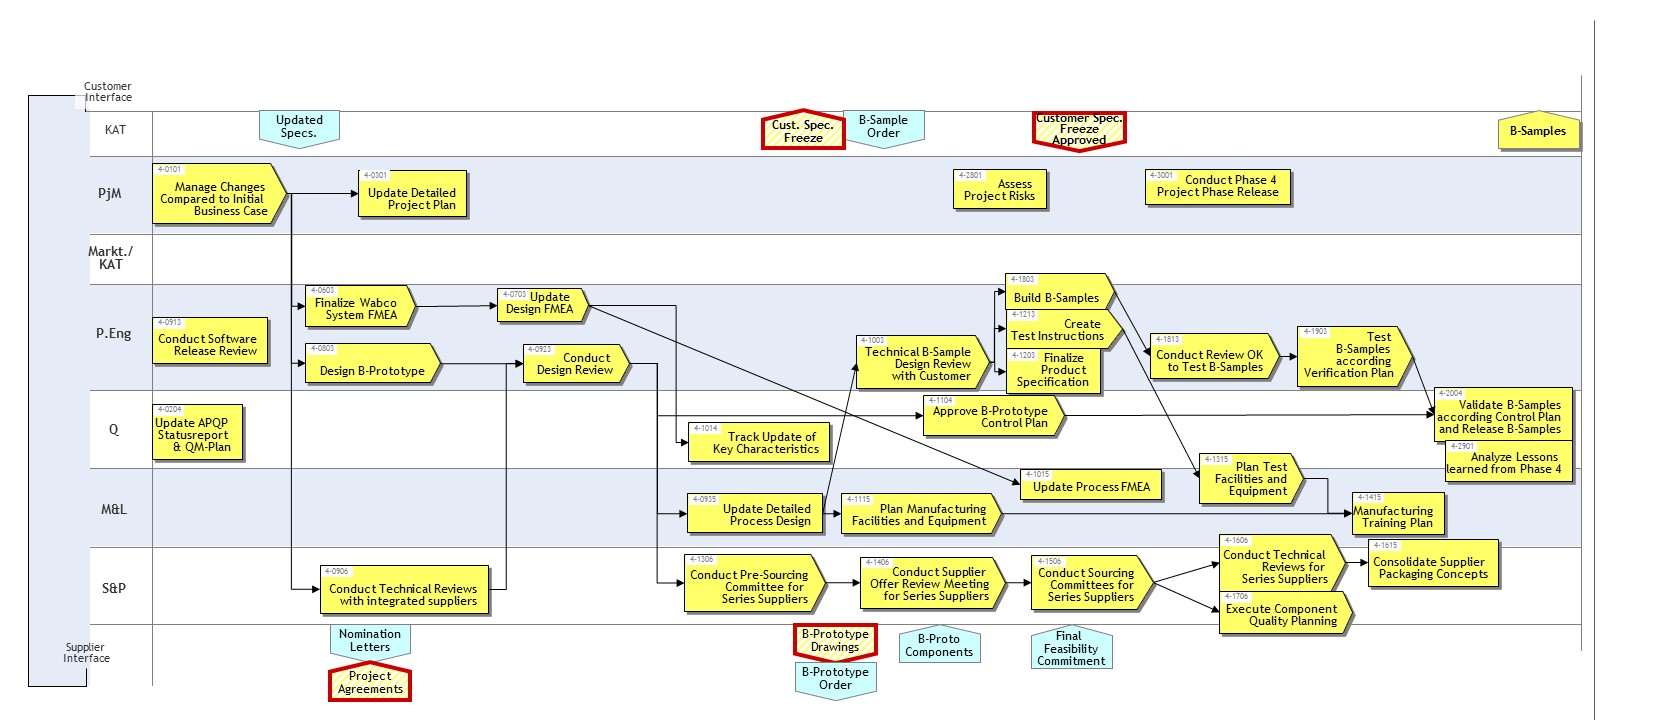 Customer
Interface
KAT
Updated
Specs.
Cust. Spec.
Freeze
B-Sample
Order
Customer Spec.
Freeze
Approved
B-Samples
PjM
4-0101
Manage Changes
Compared to Initial
Business Case
4-0301
Update Detailed
Project Plan
4-2801
Assess
Project Risks
4-3001
Conduct Phase 4
Project Phase Release
Markt./
KAT
P.Eng
4-0913
Conduct Software
Release Review
4-0603
Finalize Wabco
System FMEA
4-0803
Design B-Prototype
4-0703
Update
Design FMEA
4-0923
Conduct
Design Review
4-1003
Technical B-Sample
Design Review
with Customer
4-1803
Build B-Samples
4-1213
Create
Test Instructions
4-1203
Finalize
Product
Specification
4-1813
Conduct Review OK
to Test B-Samples
4-1903
Test
B-Samples
according
Verification Plan
Q
4-0204
Update APQP
Statusreport
& QM-Plan
4-1014
Track Update of
Key Characteristics
4-1104
Approve B-Prototype
Control Plan
4-2004
Validate B-Samples
according Control Plan
and Release B-Samples
4-2901
Analyze Lessons
learned from Phase 4
M&L
4-0935
Update Detailed
Process Design
4-1115
Plan Manufacturing
Facilities and Equipment
4-1015
Update Process FMEA
4-1315
Plan Test
Facilities and
Equipment
4-1415
Manufacturing
Training Plan
S&P
4-0906
Conduct Technical Reviews
with integrated suppliers
4-1306
Conduct Pre-Sourcing
Committee for
Series Suppliers
4-1406
Conduct Supplier
Offer Review Meeting
for Series Suppliers
4-1506
Conduct Sourcing
Committees for
Series Suppliers
4-1606
Conduct Technical
Reviews for
Series Suppliers
4-1615
Consolidate Supplier
Packaging Concepts
4-1706
Execute Component
Quality Planning
Supplier
Interface
Nomination
Letters
Project
Agreements
B-Prototype
Drawings
B-Prototype
Order
B-Proto
Components
Final
Feasibility
Commitment